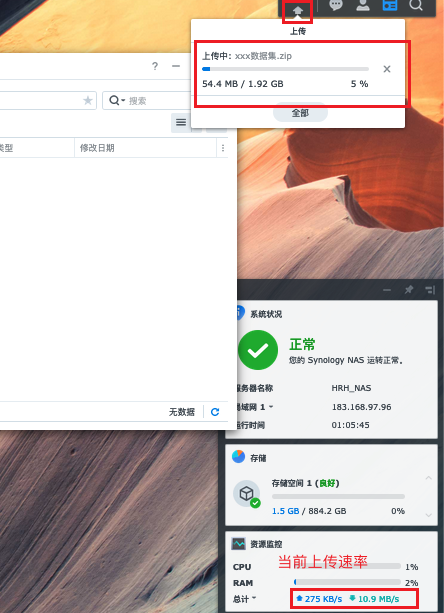 上传
上传中: xxx数据集.zip
54.4 MB / 1.92 GB 5 %
全部
搜索
类型 修改日期
无数据
系统状况
正常
您的 Synology NAS 运转正常。
服务器名称 HRH_NAS
局域网 1 183.168.97.96
运行时间 01:05:45
存储
存储空间 1 (良好)
1.5 GB / 884.2 GB 0%
资源监控
当前上传速率
CPU 1%
RAM 2%
总计 275 KB/s 10.9 MB/s